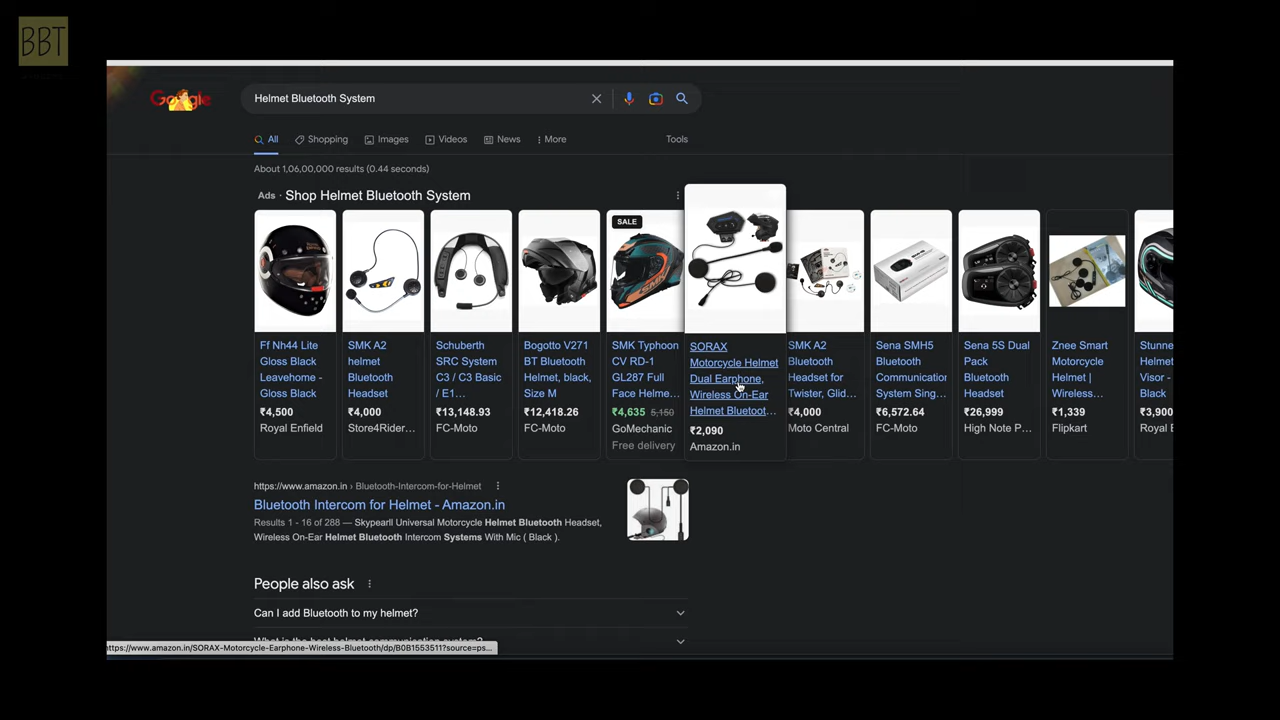 BBT
Google
Helmet Bluetooth System
All
Shopping
Images
Videos
News
More
Tools
About 1,06,00,000 results (0.44 seconds)
Ads · Shop Helmet Bluetooth System
Ff Nh44 Lite
Gloss Black
Leavehome -
Gloss Black
₹4,500
Royal Enfield
SMK A2
helmet
Bluetooth
Headset
₹4,000
Store4Rider…
Schuberth
SRC System
C3 / C3 Basic
/ E1…
₹13,148.93
FC-Moto
Bogotto V271
BT Bluetooth
Helmet, black,
Size M
₹12,418.26
FC-Moto
SALE
SMK Typhoon
CV RD-1
GL287 Full
Face Helme…
₹4,635 5,150
GoMechanic
Free delivery
SORAX
Motorcycle Helmet
Dual Earphone,
Wireless On-Ear
Helmet Bluetoot…
₹2,090
Amazon.in
SMK A2
Bluetooth
Headset for
Twister, Glid…
₹4,000
Moto Central
Sena SMH5
Bluetooth
Communication
System Sing…
₹6,572.64
FC-Moto
Sena 5S Dual
Pack
Bluetooth
Headset
₹26,999
High Note P…
Znee Smart
Motorcycle
Helmet |
Wireless…
₹1,339
Flipkart
Stunne
Helmet
Visor -
Black
₹3,900
Royal E
https://www.amazon.in › Bluetooth-Intercom-for-Helmet
Bluetooth Intercom for Helmet - Amazon.in
Results 1 - 16 of 288 — Skypearll Universal Motorcycle Helmet Bluetooth Headset,
Wireless On-Ear Helmet Bluetooth Intercom Systems With Mic ( Black ).
People also ask
Can I add Bluetooth to my helmet?
What is the best helmet communication system?
https://www.amazon.in/SORAX-Motorcycle-Earphone-Wireless-Bluetooth/dp/B0B1553511?source=ps...